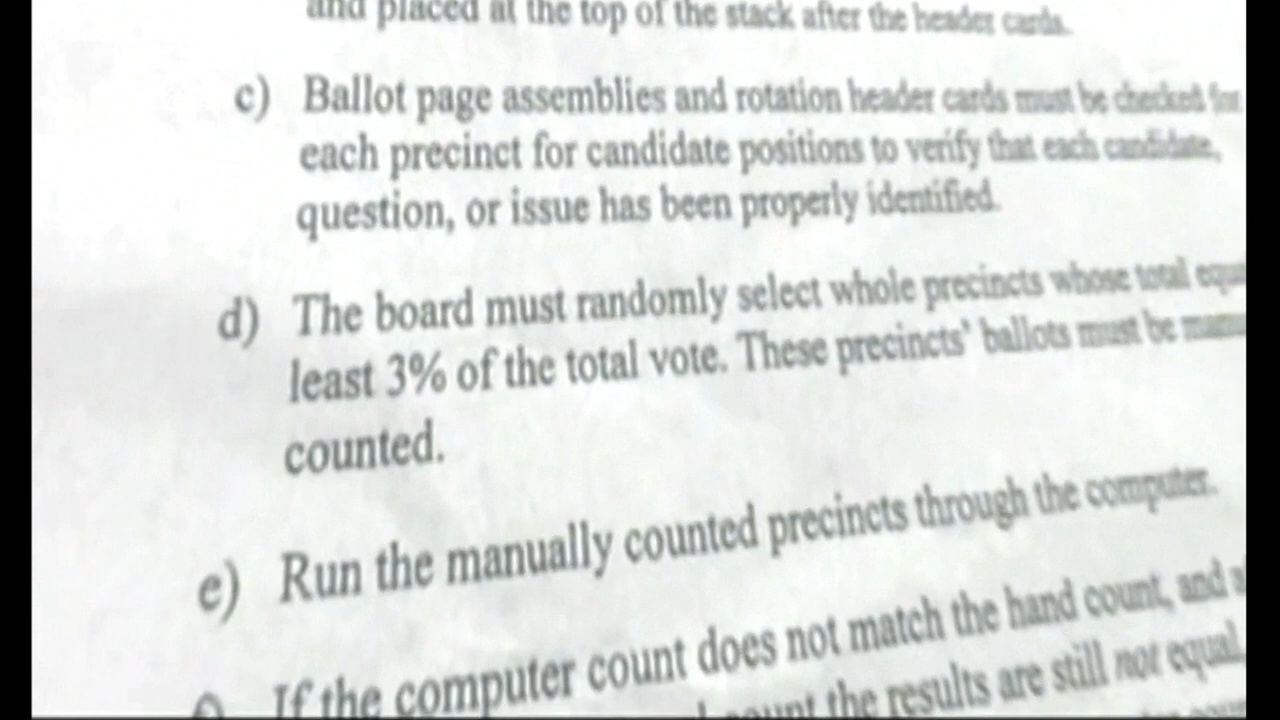 and placed at the top of the stack after the header cards.
c) Ballot page assemblies and rotation header cards must be checked for
each precinct for candidate positions to verify that each candidate,
question, or issue has been properly identified.
d) The board must randomly select whole precincts whose total
least 3% of the total vote. These precincts' ballots must be
counted.
e) Run the manually counted precincts through the computer.
If the computer count does not match the hand count, and
the results are still not equal,